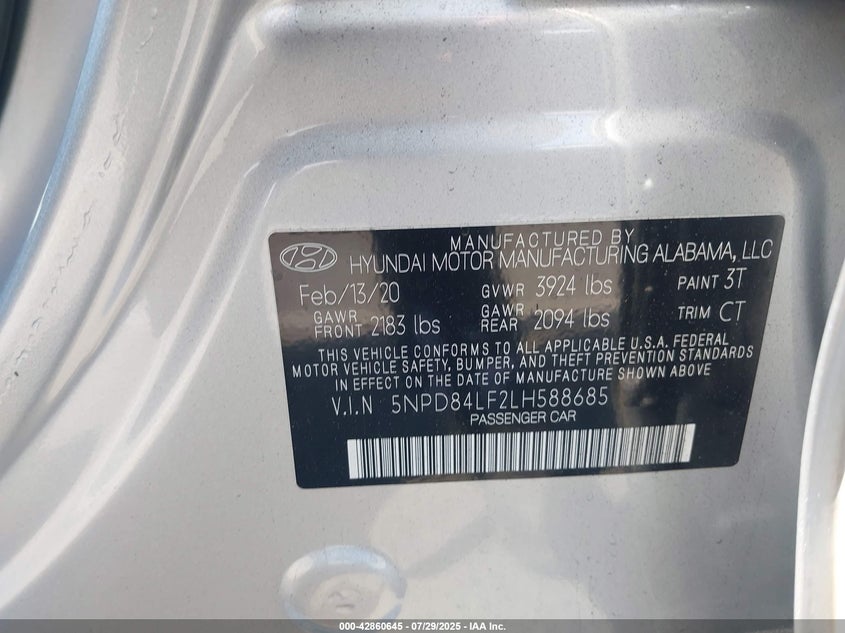 MANUFACTURED BY
HYUNDAI MOTOR MANUFACTURING ALABAMA, LLC
Feb/13/20 GVWR 3924 lbs PAINT 3T
GAWR FRONT 2183 lbs GAWR REAR 2094 lbs TRIM CT
THIS VEHICLE CONFORMS TO ALL APPLICABLE U.S.A. FEDERAL
MOTOR VEHICLE SAFETY, BUMPER, AND THEFT PREVENTION STANDARDS
IN EFFECT ON THE DATE OF MANUFACTURE SHOWN ABOVE
V.I.N 5NPD84LF2LH588685
PASSENGER CAR
000-42860645 - 07/29/2025 - IAA Inc.